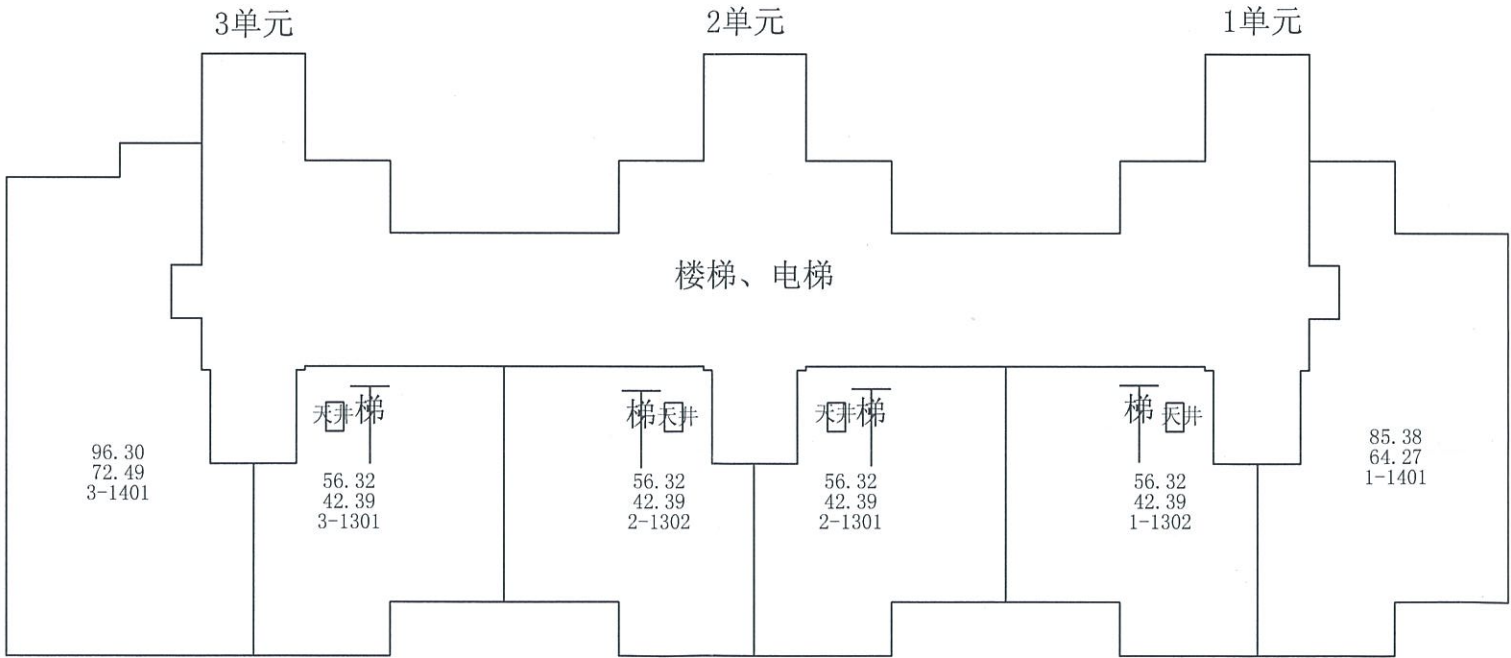 3单元
2单元
1单元
楼梯、电梯
天井
梯
梯
天井
天井
梯
梯
天井
96.30
72.49
3-1401
56.32
42.39
3-1301
56.32
42.39
2-1302
56.32
42.39
2-1301
56.32
42.39
1-1302
85.38
64.27
1-1401